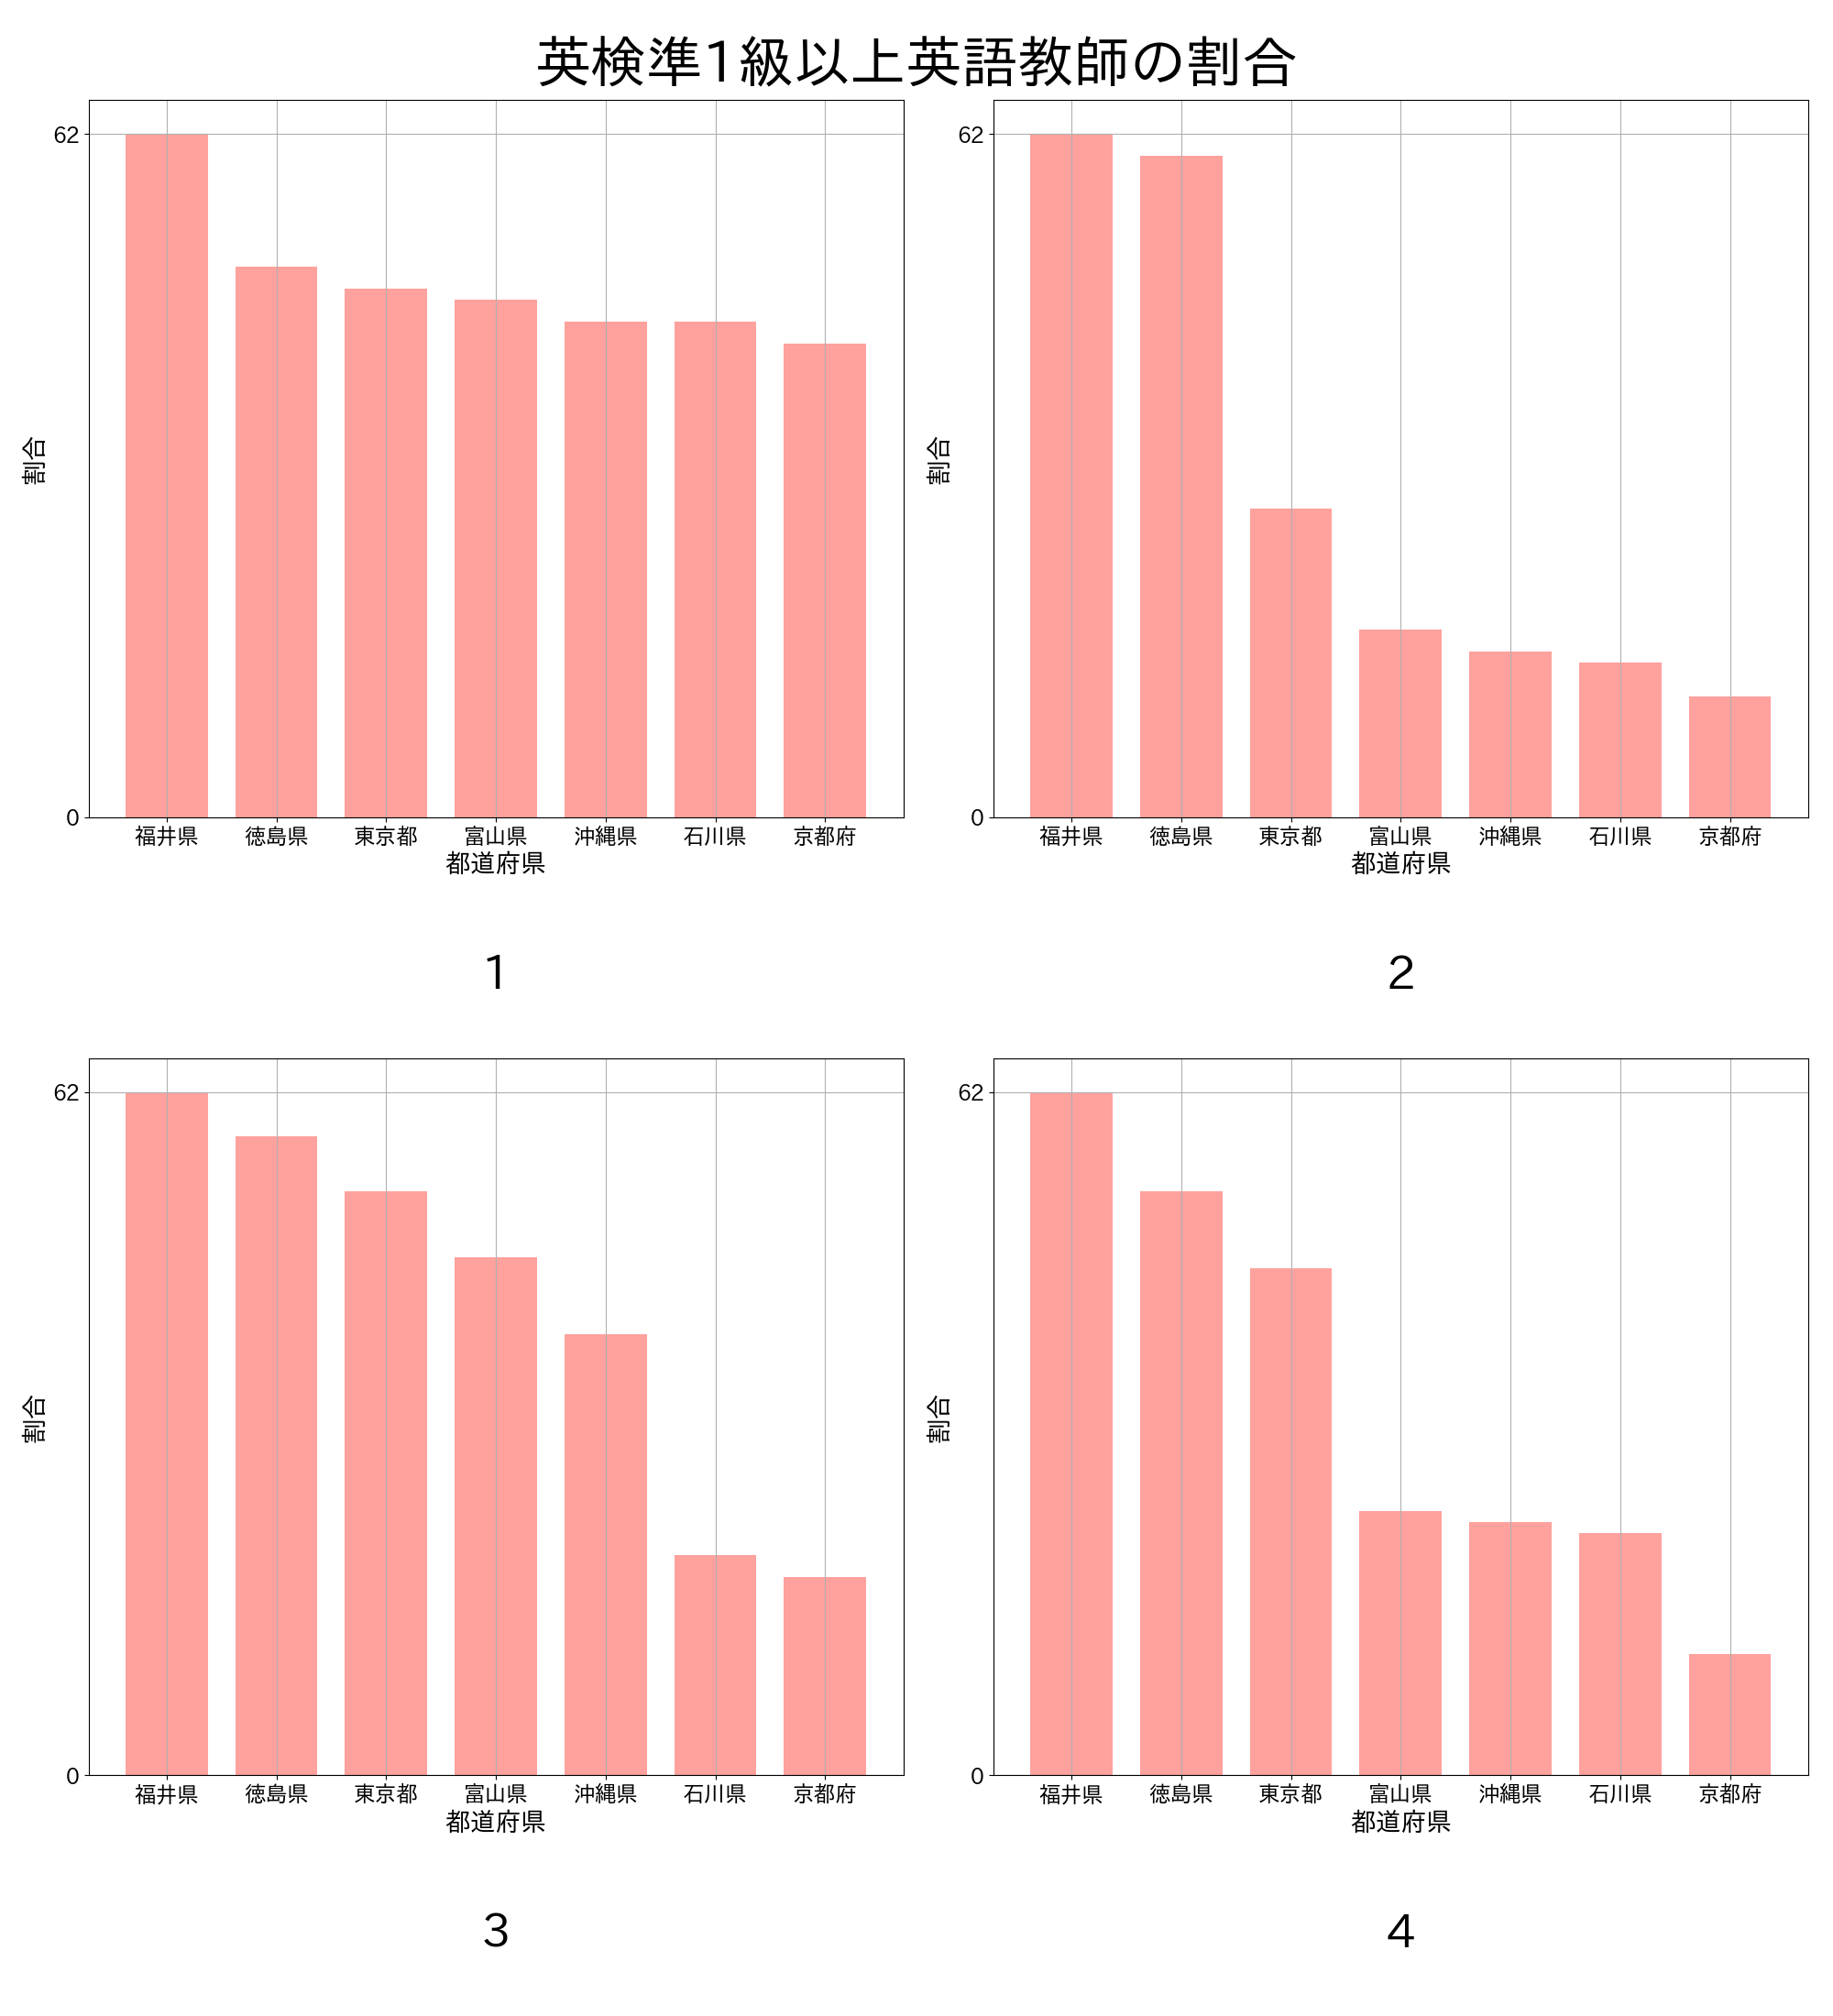 英検準1級以上英語教師の割合
62
0
割合
福井県 徳島県 東京都 富山県 沖縄県 石川県 京都府
都道府県
1
62
0
割合
福井県 徳島県 東京都 富山県 沖縄県 石川県 京都府
都道府県
2
62
0
割合
福井県 徳島県 東京都 富山県 沖縄県 石川県 京都府
都道府県
3
62
0
割合
福井県 徳島県 東京都 富山県 沖縄県 石川県 京都府
都道府県
4